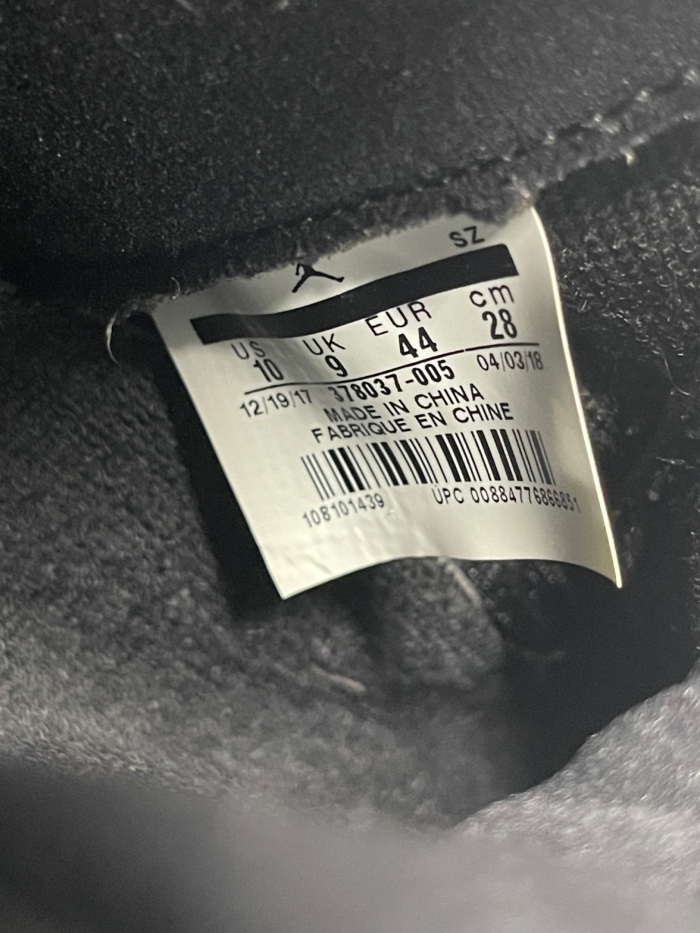 SZ
US UK EUR cm
10 9 44 28
12/19/17 378037-005 04/03/18
MADE IN CHINA
FABRIQUE EN CHINE
108101439 UPC 00884776866851